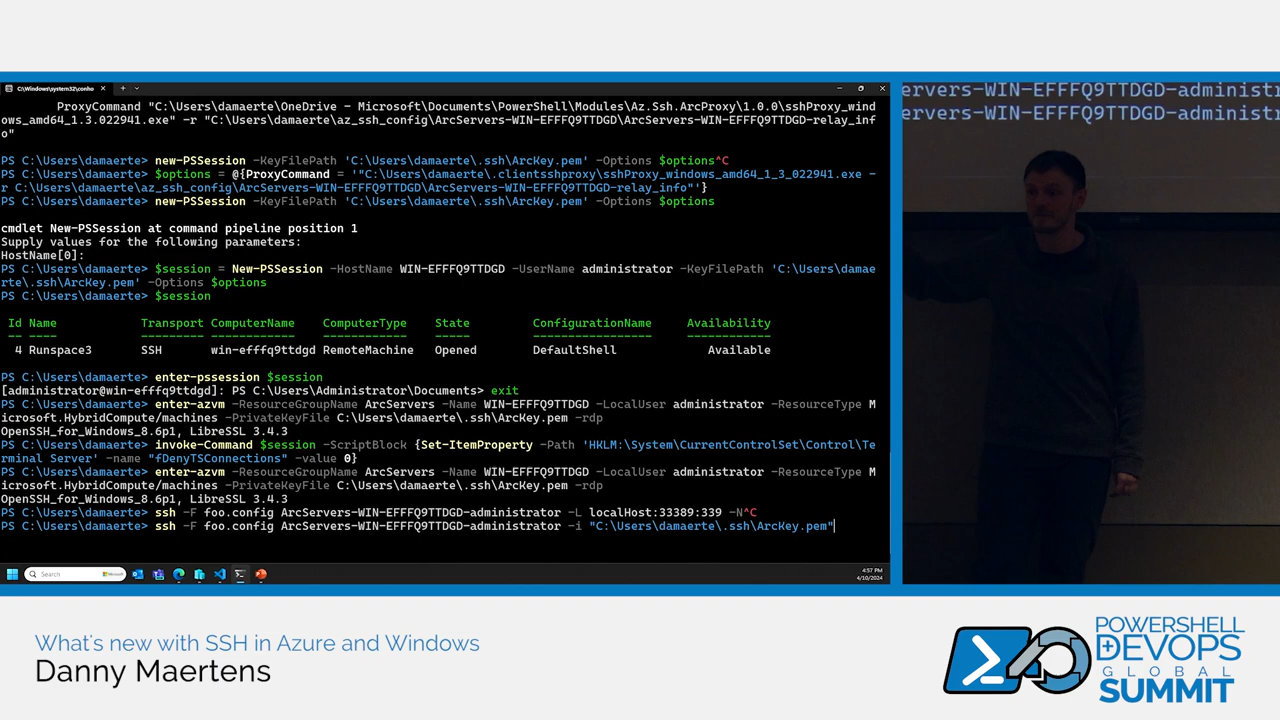 C:\Windows\system32\conho
ProxyCommand "C:\Users\damaerte\OneDrive - Microsoft\Documents\PowerShell\Modules\Az.Ssh.ArcProxy\1.0.0\sshProxy_wind
ows_amd64_1.3.022941.exe" -r "C:\Users\damaerte\az_ssh_config\ArcServers-WIN-EFFFQ9TTDGD\ArcServers-WIN-EFFFQ9TTDGD-relay_inf
o"
PS C:\Users\damaerte> new-PSSession -KeyFilePath 'C:\Users\damaerte\.ssh\ArcKey.pem' -Options $options^C
PS C:\Users\damaerte> $options = @{ProxyCommand = '"C:\Users\damaerte\.clientsshproxy\sshProxy_windows_amd64_1_3_022941.exe -
r C:\Users\damaerte\az_ssh_config\ArcServers-WIN-EFFFQ9TTDGD\ArcServers-WIN-EFFFQ9TTDGD-relay_info"'}
PS C:\Users\damaerte> new-PSSession -KeyFilePath 'C:\Users\damaerte\.ssh\ArcKey.pem' -Options $options
cmdlet New-PSSession at command pipeline position 1
Supply values for the following parameters:
HostName[0]:
PS C:\Users\damaerte> $session = New-PSSession -HostName WIN-EFFFQ9TTDGD -UserName administrator -KeyFilePath 'C:\Users\damae
rte\.ssh\ArcKey.pem' -Options $options
PS C:\Users\damaerte> $session
Id Name Transport ComputerName ComputerType State ConfigurationName Availability
-- ---- --------- ------------ ------------ ----- ----------------- ------------
4 Runspace3 SSH win-efffq9ttdgd RemoteMachine Opened DefaultShell Available
PS C:\Users\damaerte> enter-pssession $session
[administrator@win-efffq9ttdgd]: PS C:\Users\Administrator\Documents> exit
PS C:\Users\damaerte> enter-azvm -ResourceGroupName ArcServers -Name WIN-EFFFQ9TTDGD -LocalUser administrator -ResourceType M
icrosoft.HybridCompute/machines -PrivateKeyFile C:\Users\damaerte\.ssh\ArcKey.pem -rdp
OpenSSH_for_Windows_8.6p1, LibreSSL 3.4.3
PS C:\Users\damaerte> invoke-Command $session -ScriptBlock {Set-ItemProperty -Path 'HKLM:\System\CurrentControlSet\Control\Te
rminal Server' -name "fDenyTSConnections" -value 0}
PS C:\Users\damaerte> enter-azvm -ResourceGroupName ArcServers -Name WIN-EFFFQ9TTDGD -LocalUser administrator -ResourceType M
icrosoft.HybridCompute/machines -PrivateKeyFile C:\Users\damaerte\.ssh\ArcKey.pem -rdp
OpenSSH_for_Windows_8.6p1, LibreSSL 3.4.3
PS C:\Users\damaerte> ssh -F foo.config ArcServers-WIN-EFFFQ9TTDGD-administrator -L localHost:33389:339 -N^C
PS C:\Users\damaerte> ssh -F foo.config ArcServers-WIN-EFFFQ9TTDGD-administrator -i "C:\Users\damaerte\.ssh\ArcKey.pem"
Search
4:57 PM
4/10/2024
ervers-WIN-EFFFQ9TTDGD-administr
ervers-WIN-EFFFQ9TTDGD-administr
What's new with SSH in Azure and Windows
Danny Maertens
POWERSHELL
DEVOPS
GLOBAL
SUMMIT